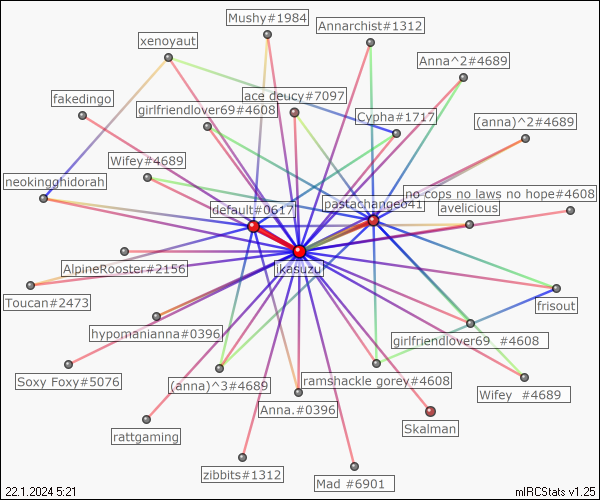 Mushy#1984
Annarchist#1312
xenoyaut
Anna^2#4689
fakedingo
ace deucy#7097
girlfriendlover69#4608
Cypha#1717
(anna)^2#4689
Wifey#4689
neokingghidorah
no cops no laws no hope#4608
pastachange041
default#0617
avelicious
AlpineRooster#2156
ikasuzu
Toucan#2473
frisout
hypomanianna#0396
girlfriendlover69 #4608
Soxy Foxy#5076
(anna)^3#4689
ramshackle gorey#4608
Wifey #4689
Anna.#0396
Skalman
rattgaming
zibbits#1312
Mad #6901
22.1.2024 5:21
mIRCStats v1.25